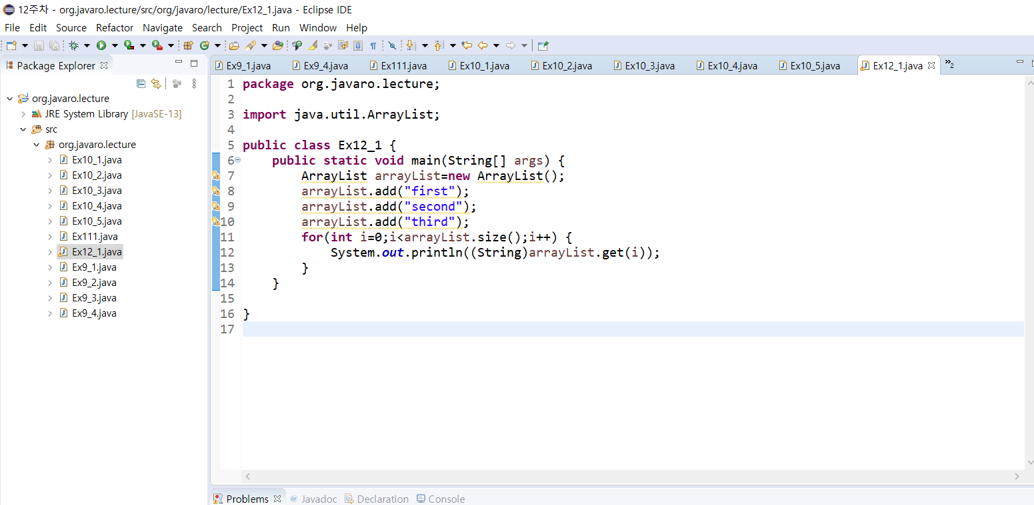 12주차 - org.javaro.lecture/src/org/javaro/lecture/Ex12_1.java - Eclipse IDE
File Edit Source Refactor Navigate Search Project Run Window Help
Package Explorer
org.javaro.lecture
JRE System Library [JavaSE-13]
src
org.javaro.lecture
Ex10_1.java
Ex10_2.java
Ex10_3.java
Ex10_4.java
Ex10_5.java
Ex111.java
Ex12_1.java
Ex9_1.java
Ex9_2.java
Ex9_3.java
Ex9_4.java
Ex9_1.java Ex9_4.java Ex111.java Ex10_1.java Ex10_2.java Ex10_3.java Ex10_4.java Ex10_5.java Ex12_1.java »2
1 package org.javaro.lecture;
2
3 import java.util.ArrayList;
4
5 public class Ex12_1 {
6 public static void main(String[] args) {
7 ArrayList arrayList=new ArrayList();
8 arrayList.add("first");
9 arrayList.add("second");
10 arrayList.add("third");
11 for(int i=0;i<arrayList.size();i++) {
12 System.out.println((String)arrayList.get(i));
13 }
14 }
15
16 }
17
Problems Javadoc Declaration Console